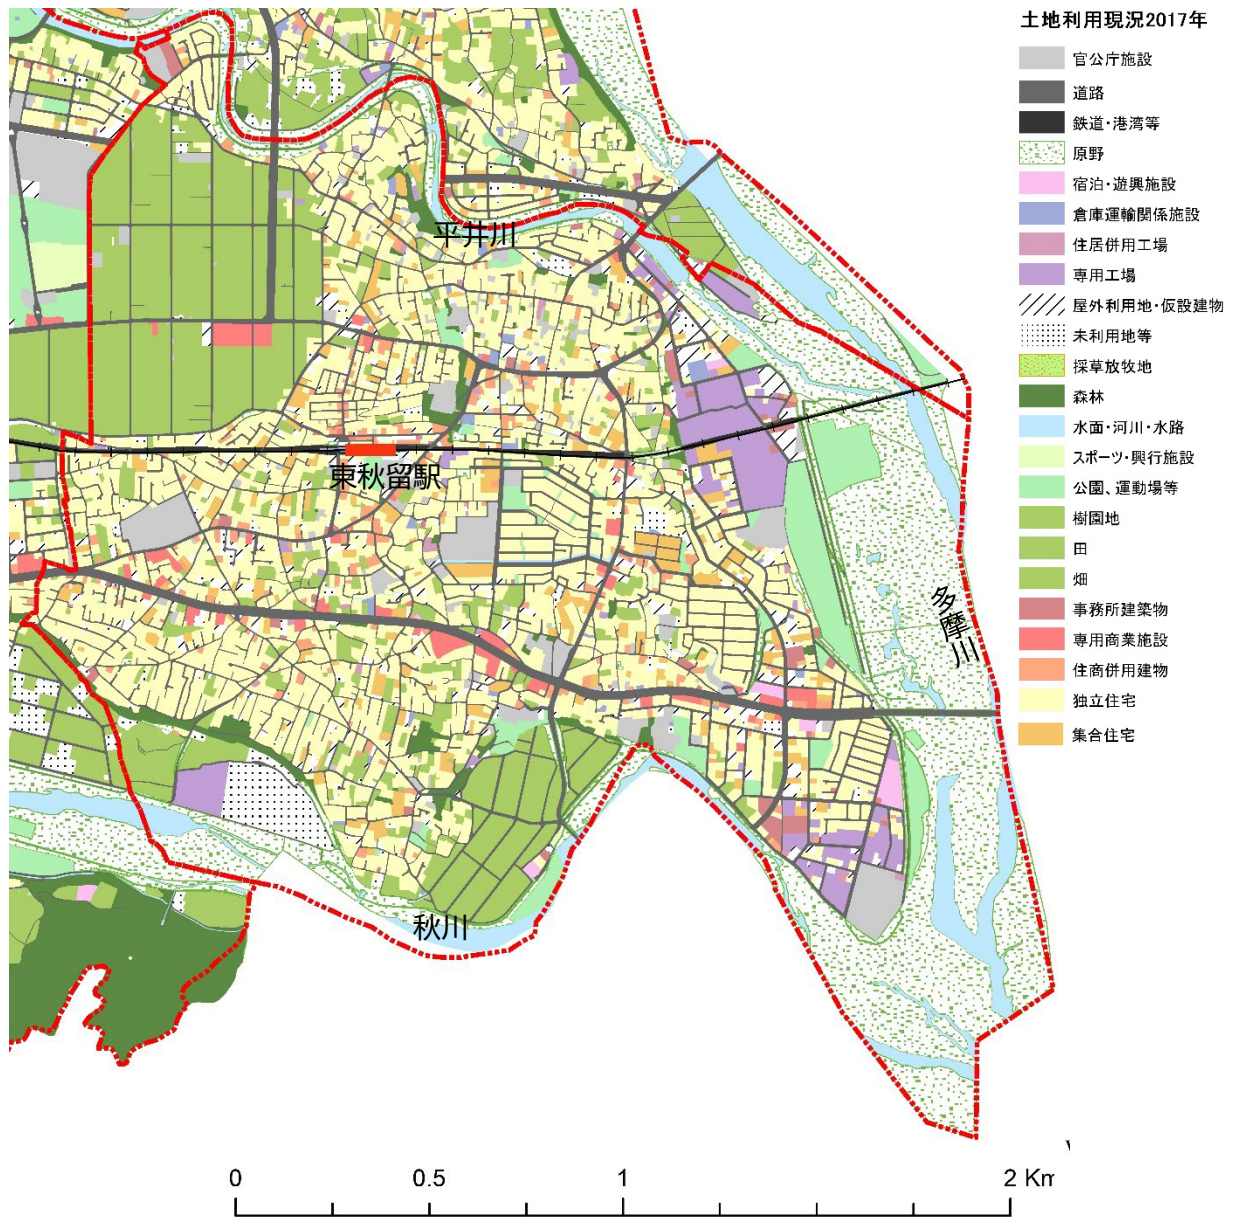 土地利用現況2017年
官公庁施設
道路
鉄道・港湾等
原野
宿泊・遊興施設
倉庫運輸関係施設
住居併用工場
専用工場
屋外利用地・仮設建物
未利用地等
採草放牧地
森林
水面・河川・水路
スポーツ・興行施設
公園、運動場等
樹園地
田
畑
事務所建築物
専用商業施設
住商併用建物
独立住宅
集合住宅
平井川
東秋留駅
多摩川
秋川
0 0.5 1 2 Km